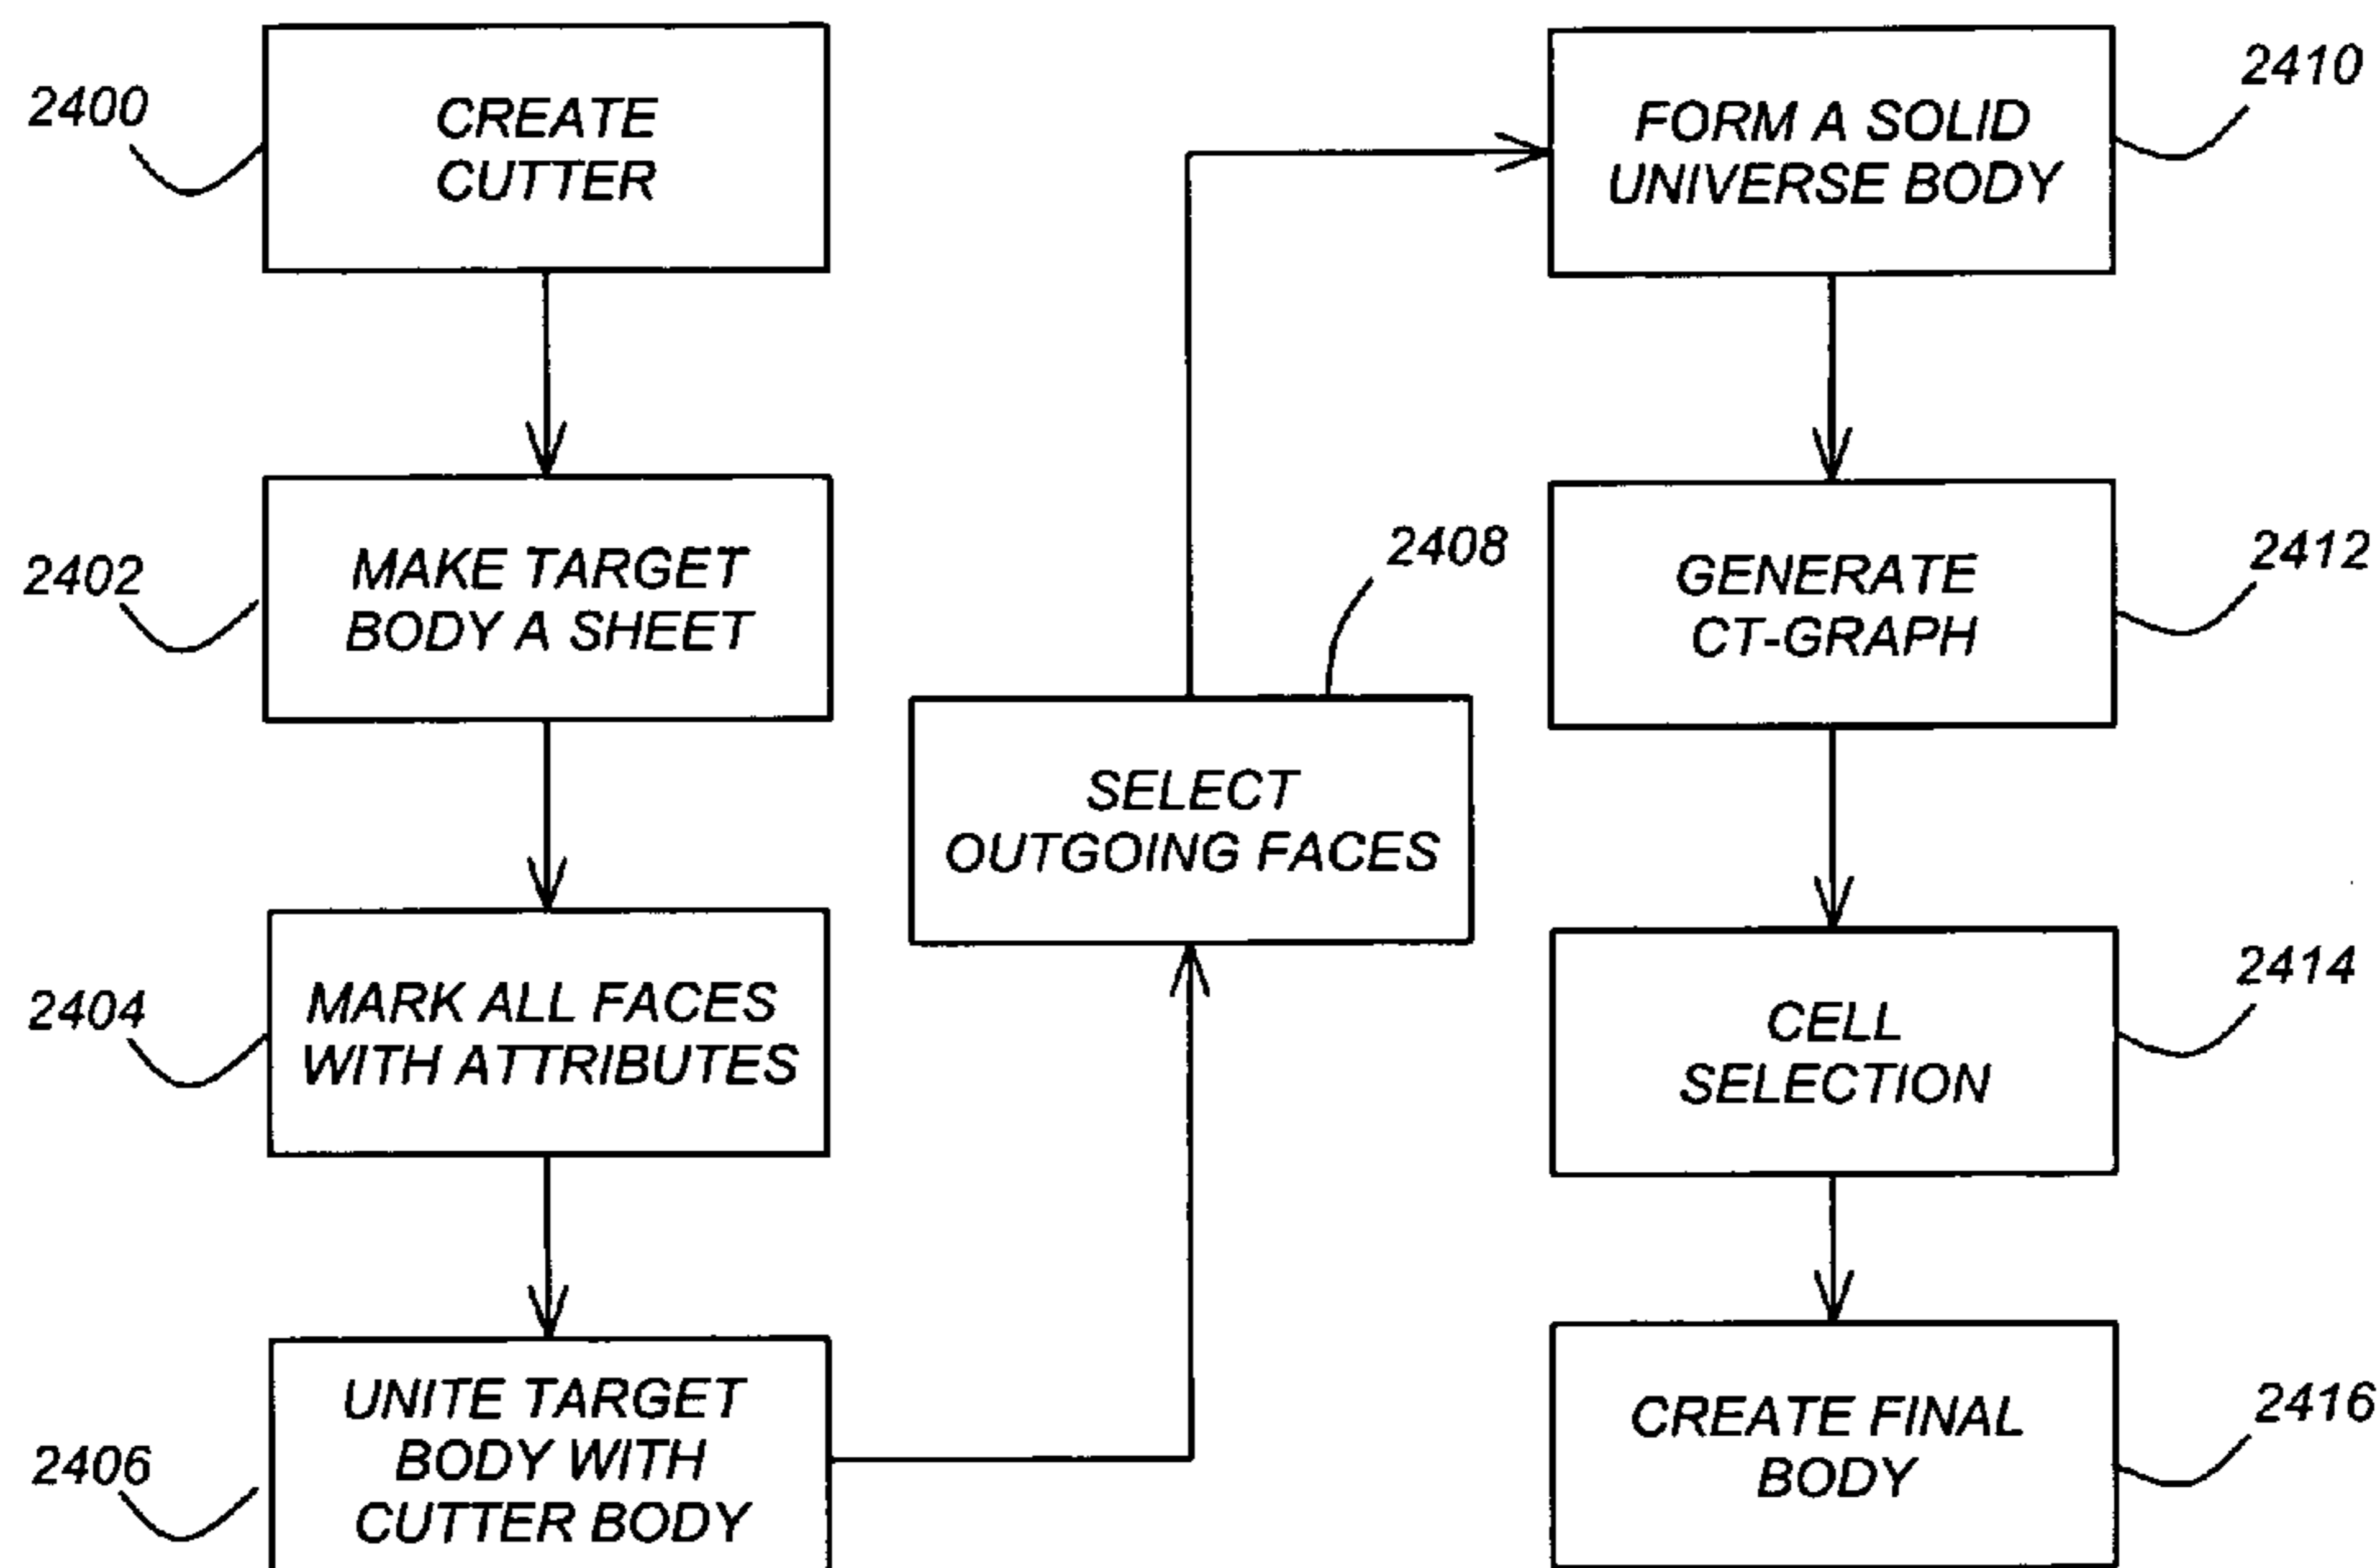 2400
CREATE
CUTTER
2402
MAKE TARGET
BODY A SHEET
2404
MARK ALL FACES
WITH ATTRIBUTES
2406
UNITE TARGET
BODY WITH
CUTTER BODY
2408
SELECT
OUTGOING FACES
2410
FORM A SOLID
UNIVERSE BODY
2412
GENERATE
CT-GRAPH
2414
CELL
SELECTION
2416
CREATE FINAL
BODY